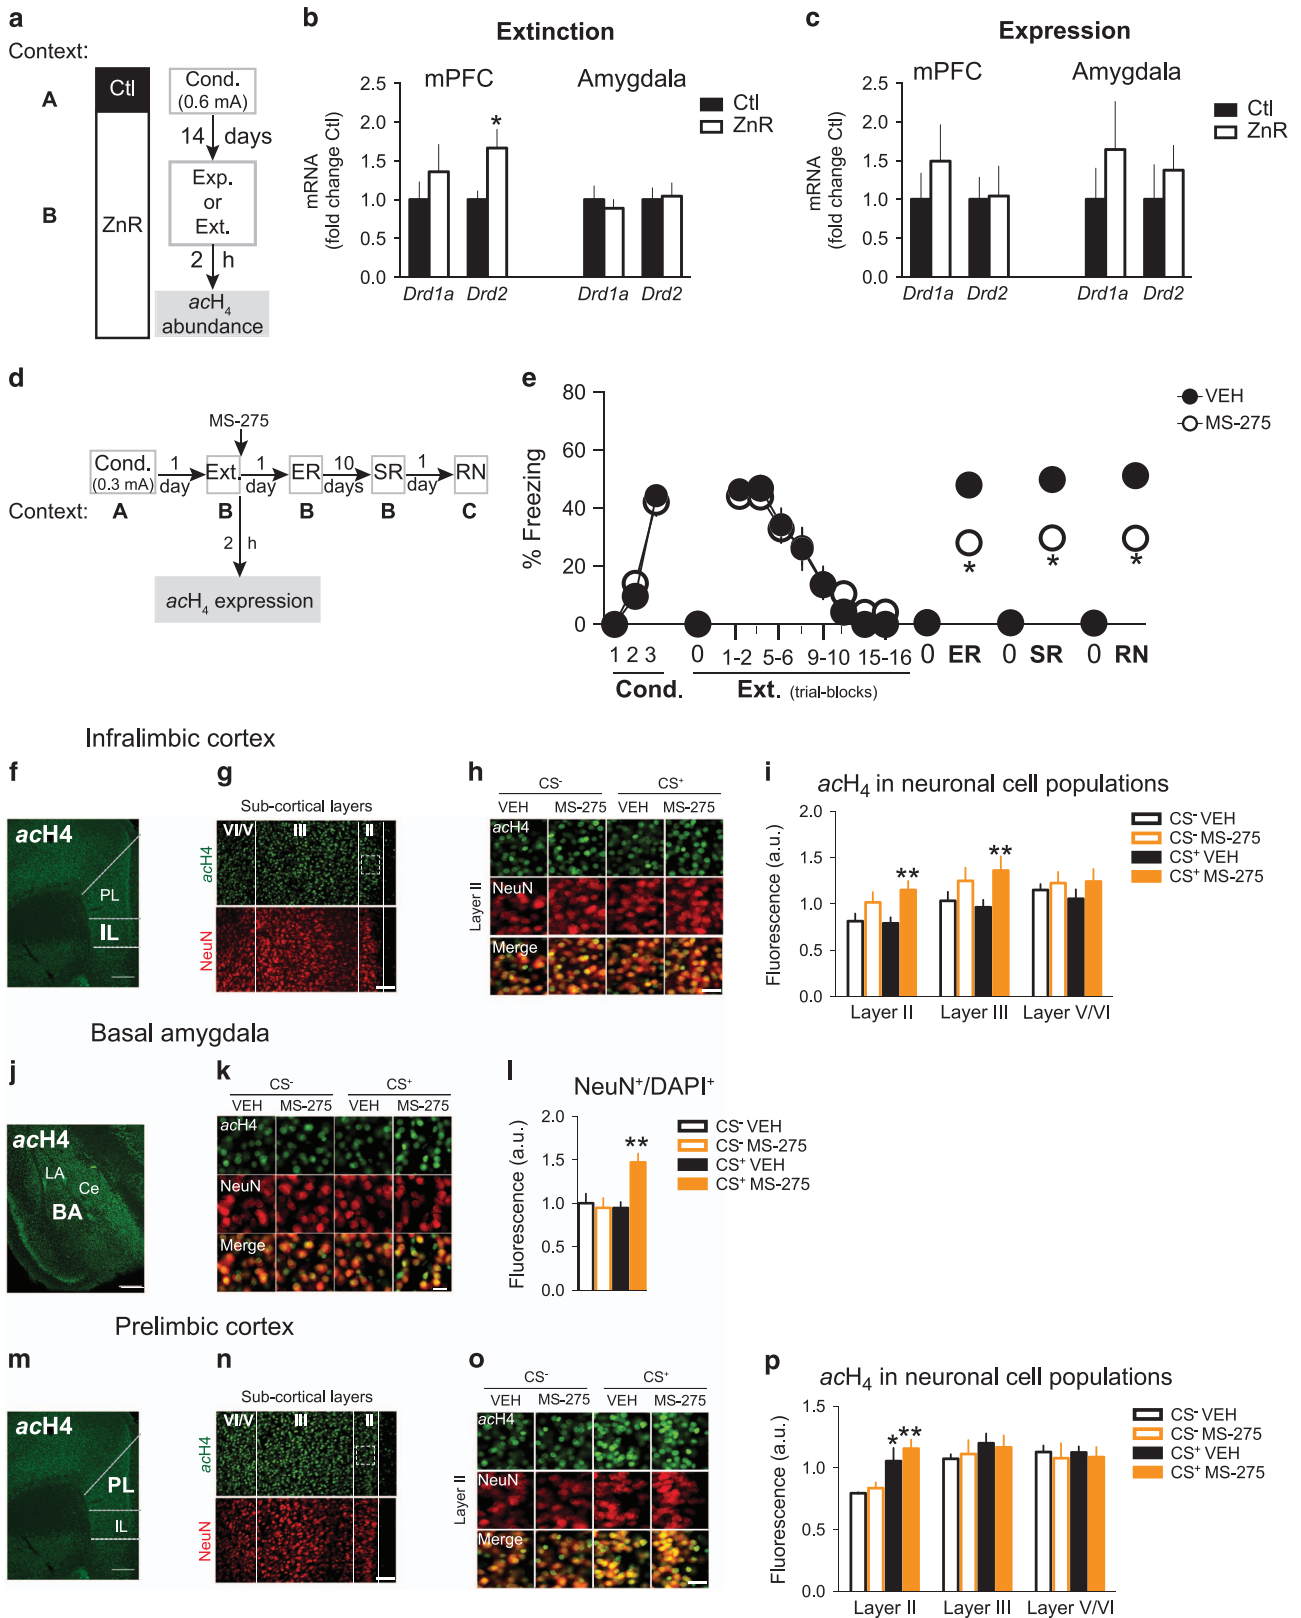 a
Context:
A
B
Ctl
ZnR
Cond.
(0.6 mA)
14 days
Exp.
or
Ext.
2 h
acH4
abundance
b
Extinction
mPFC
Amygdala
mRNA
(fold change Ctl)
2.5
2.0
1.5
1.0
0.5
0.0
*
Ctl
ZnR
Drd1a Drd2 Drd1a Drd2
c
Expression
mPFC
Amygdala
mRNA
(fold change Ctl)
2.5
2.0
1.5
1.0
0.5
0.0
Ctl
ZnR
Drd1a Drd2 Drd1a Drd2
d
MS-275
Cond.
(0.3 mA)
1
day
Ext.
1
day
ER
10
days
SR
1
day
RN
Context: A B B B C
2 h
acH4 expression
e
% Freezing
80
60
40
20
0
VEH
MS-275
* * *
1 2 3 0 1-2 5-6 9-10 15-16 0 ER 0 SR 0 RN
Cond. Ext. (trial-blocks)
Infralimbic cortex
f
acH4
PL
IL
g
Sub-cortical layers
VI/V III II
acH4
NeuN
h
CS- CS+
VEH MS-275 VEH MS-275
Layer II
acH4
NeuN
Merge
i
acH4 in neuronal cell populations
Fluorescence (a.u.)
2.0
1.5
1.0
0.5
0.0
** **
CS- VEH
CS- MS-275
CS+ VEH
CS+ MS-275
Layer II Layer III Layer V/VI
Basal amygdala
j
acH4
LA
Ce
BA
k
CS- CS+
VEH MS-275 VEH MS-275
acH4
NeuN
Merge
l
NeuN+/DAPI+
Fluorescence (a.u.)
2.0
1.5
1.0
0.5
0.0
**
CS- VEH
CS- MS-275
CS+ VEH
CS+ MS-275
Prelimbic cortex
m
acH4
PL
IL
n
Sub-cortical layers
VI/V III II
acH4
NeuN
o
CS- CS+
VEH MS-275 VEH MS-275
Layer II
acH4
NeuN
Merge
p
acH4 in neuronal cell populations
Fluorescence (a.u.)
1.5
1.0
0.5
0.0
* **
CS- VEH
CS- MS-275
CS+ VEH
CS+ MS-275
Layer II Layer III Layer V/VI